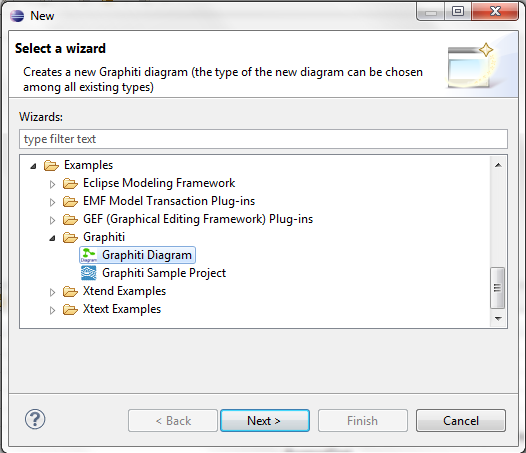 New
Select a wizard
Creates a new Graphiti diagram (the type of the new diagram can be chosen
among all existing types)
Wizards:
type filter text
Examples
Eclipse Modeling Framework
EMF Model Transaction Plug-ins
GEF (Graphical Editing Framework) Plug-ins
Graphiti
Diagram Graphiti Diagram
Graphiti Sample Project
Xtend Examples
Xtext Examples
? < Back Next > Finish Cancel